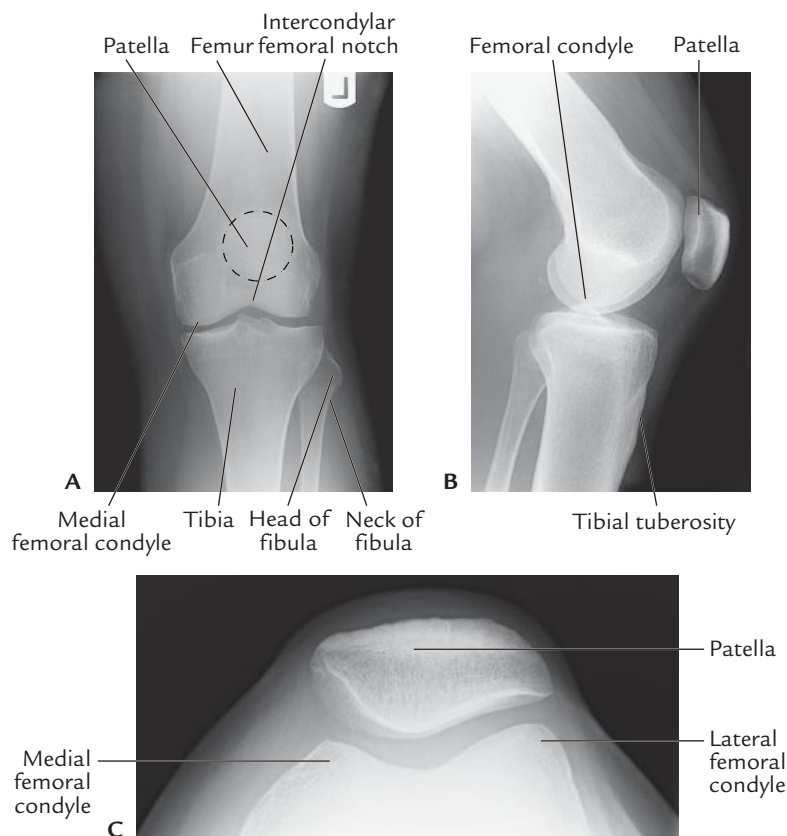 Patella
Femur
Intercondylar
femoral notch
L
A
Medial
femoral condyle
Tibia
Head of
fibula
Neck of
fibula
Femoral condyle
Patella
B
Tibial tuberosity
Patella
Medial
femoral
condyle
Lateral
femoral
condyle
C